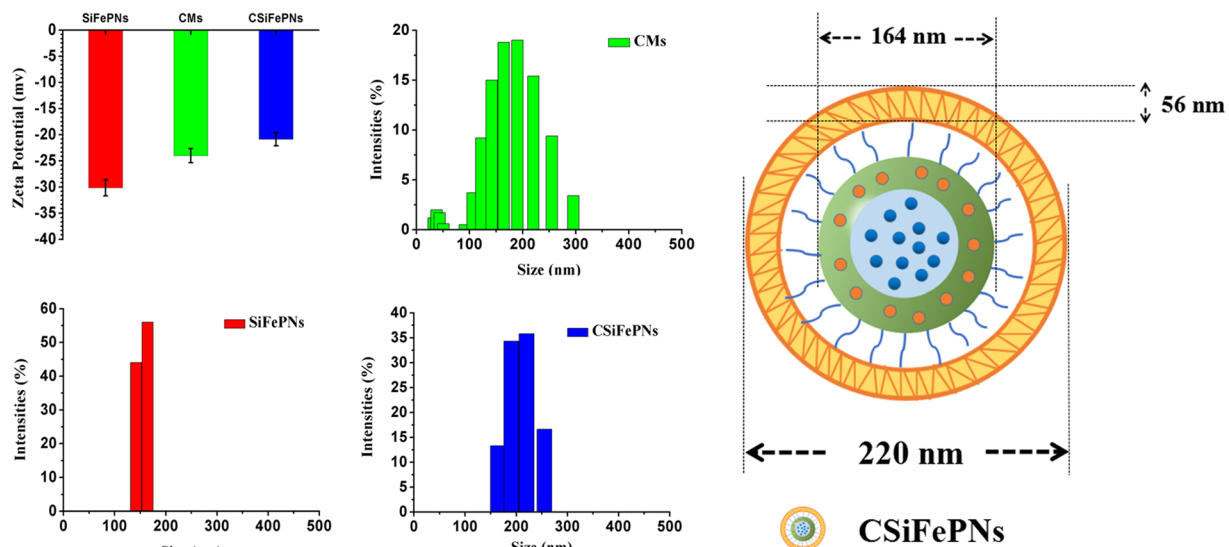 SiFePNs CMs CSiFePNs
0
-5
-10
-15
-20
-25
-30
-35
-40
Zeta Potential (mv)
20
15
10
5
0
Intensities (%)
CMs
0 100 200 300 400 500
Size (nm)
60
50
40
30
20
10
0
Intensities (%)
SiFePNs
0 100 200 300 400 500
40
35
30
25
20
15
10
5
0
Intensities (%)
CSiFePNs
0 100 200 300 400 500
Size (nm)
164 nm
56 nm
220 nm
CSiFePNs